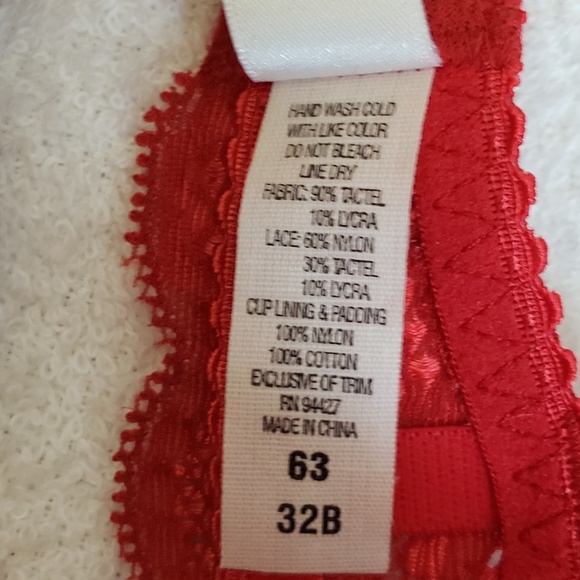 HAND WASH COLD
WITH LIKE COLOR
DO NOT BLEACH
LINE DRY
FABRIC: 90% TACTEL
10% LYCRA
LACE: 60% NYLON
30% TACTEL
10% LYCRA
CUP LINING & PADDING
100% NYLON
100% COTTON
EXCLUSIVE OF TRIM
RN 94427
MADE IN CHINA
63
32B